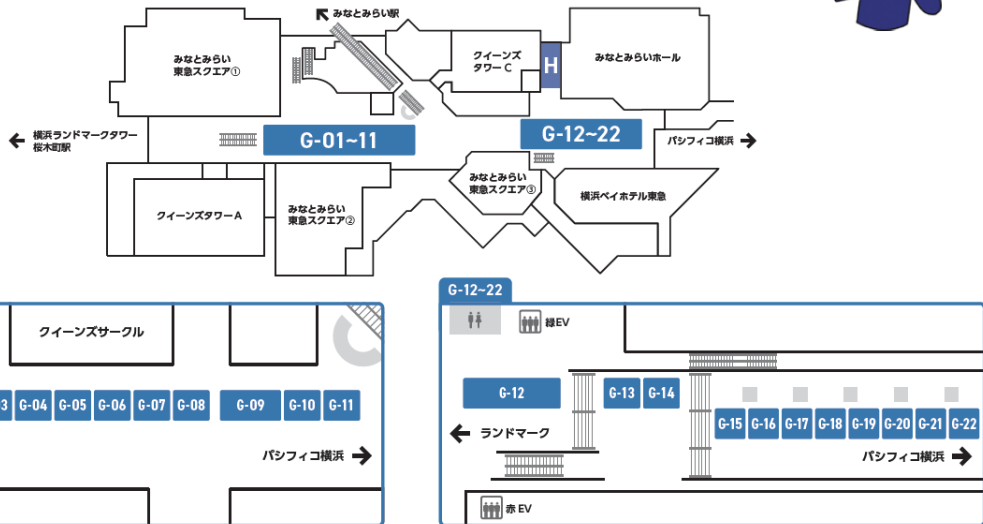 みなとみらい駅
みなとみらい
東急スクエア①
クイーンズ
タワー C
H
みなとみらいホール
横浜ランドマークタワー
桜木町駅
G-01~11
G-12~22
パシフィコ横浜
クイーンズタワーA
みなとみらい
東急スクエア②
みなとみらい
東急スクエア③
横浜ベイホテル東急
クイーンズサークル
G-04
G-05
G-06
G-07
G-08
G-09
G-10
G-11
パシフィコ横浜
G-12~22
緑EV
G-12
G-13
G-14
G-15
G-16
G-17
G-18
G-19
G-20
G-21
G-22
ランドマーク
パシフィコ横浜
赤EV